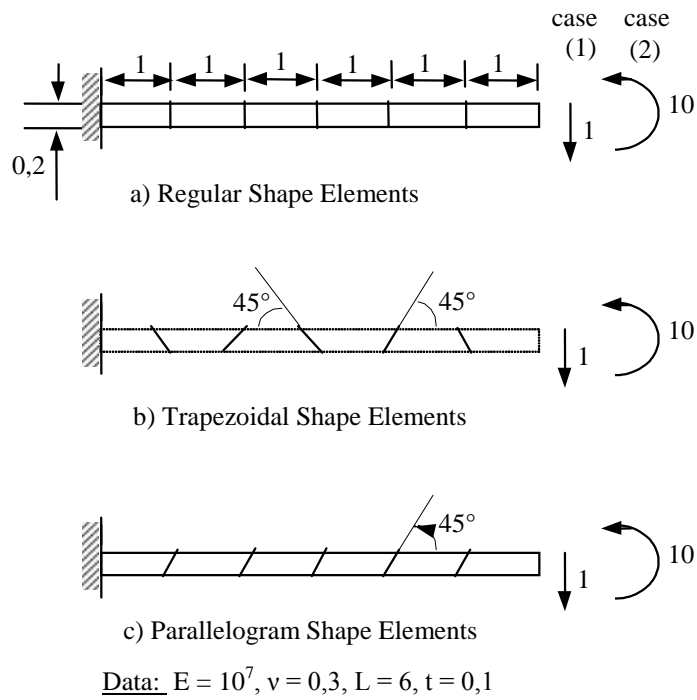 case case
(1) (2)
1 1 1 1 1 1
10
1
0,2
a) Regular Shape Elements
45° 45°
10
1
b) Trapezoidal Shape Elements
45°
10
1
c) Parallelogram Shape Elements
Data: E = 10⁷, ν = 0,3, L = 6, t = 0,1